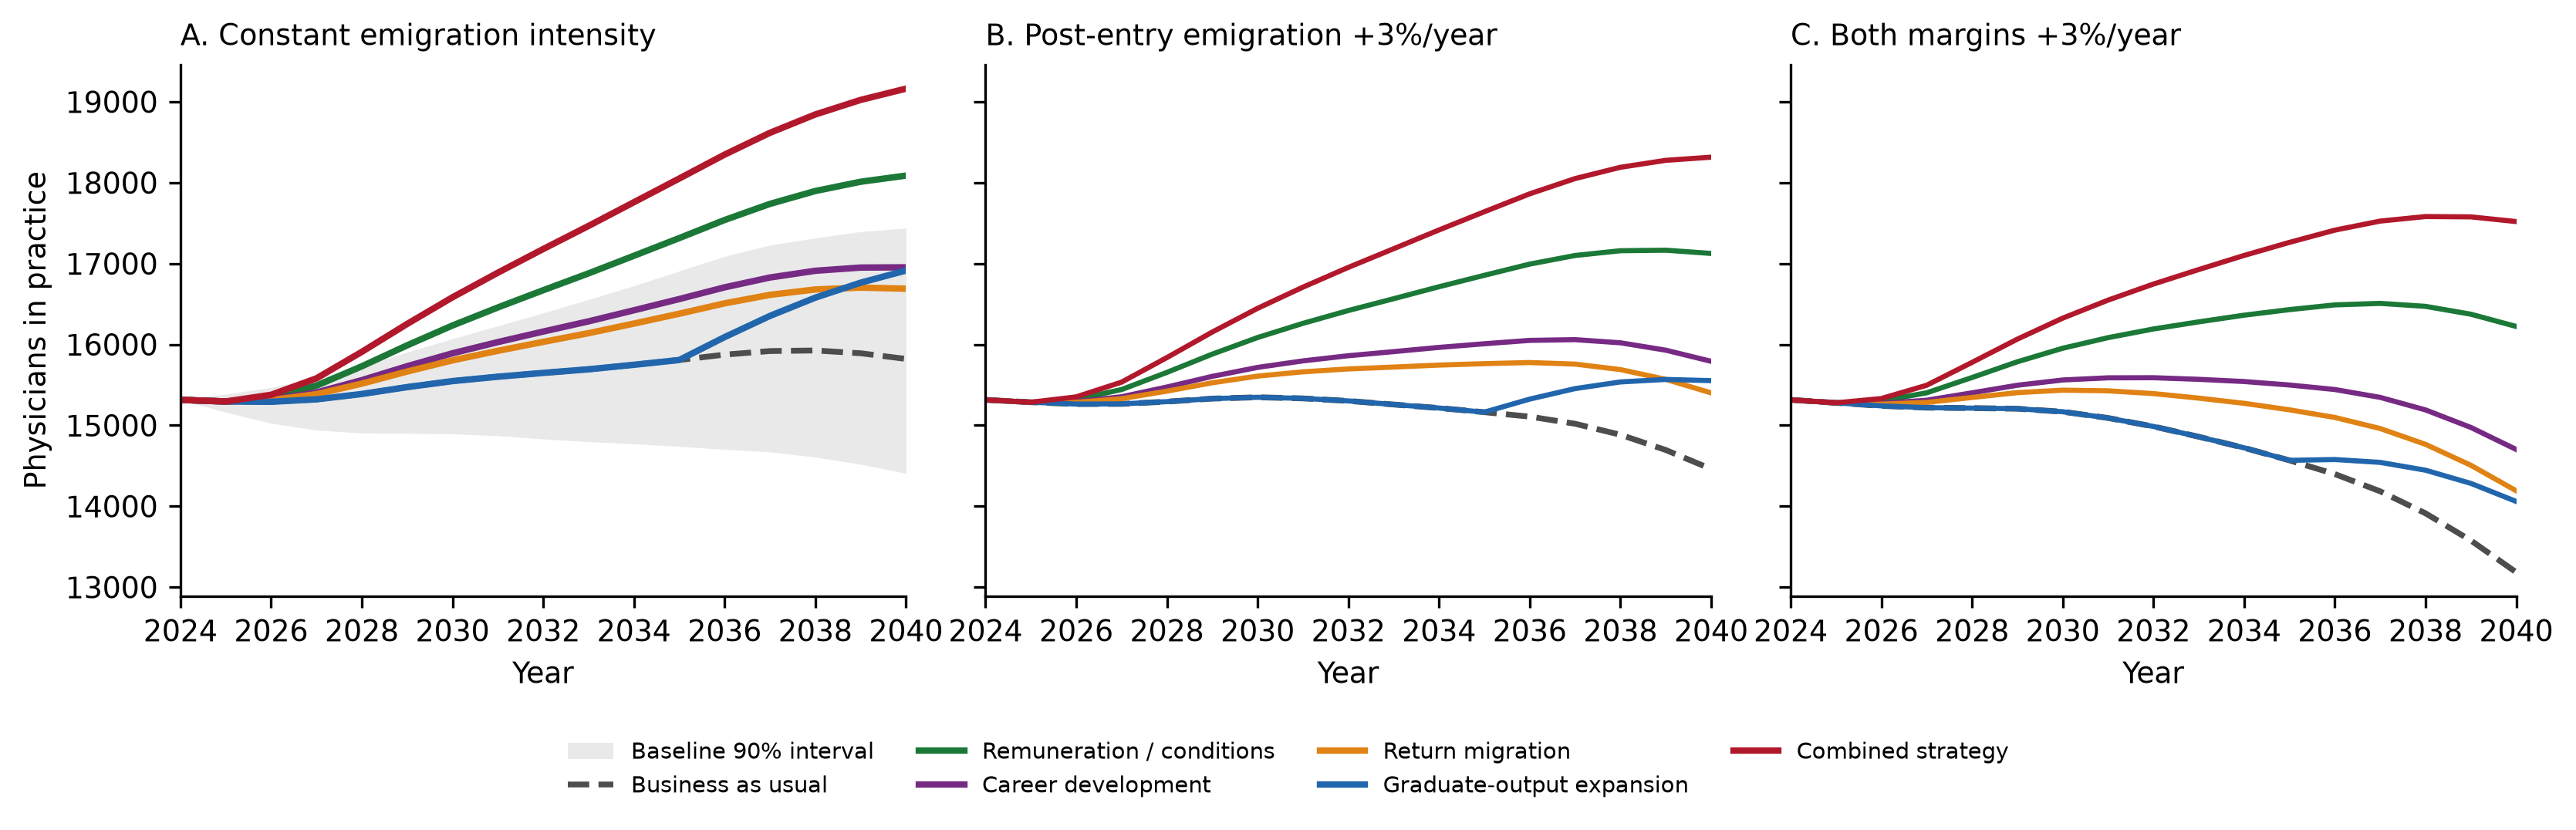 A. Constant emigration intensity
B. Post-entry emigration +3%/year
C. Both margins +3%/year
Physicians in practice
19000
18000
17000
16000
15000
14000
13000
2024 2026 2028 2030 2032 2034 2036 2038 2040
2024 2026 2028 2030 2032 2034 2036 2038 2040
2024 2026 2028 2030 2032 2034 2036 2038 2040
Year
Year
Year
Baseline 90% interval
Business as usual
Remuneration / conditions
Career development
Return migration
Graduate-output expansion
Combined strategy